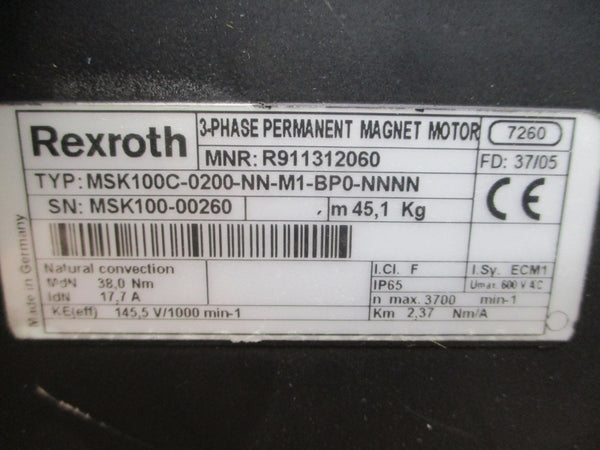 Rexroth
3-PHASE PERMANENT MAGNET MOTOR
7260
MNR: R911312060
FD: 37/05
TYP: MSK100C-0200-NN-M1-BP0-NNNN
SN: MSK100-00260
m 45,1 Kg
CE
Made in Germany
Natural convection
MdN 38,0 Nm
IdN 17,7 A
KE(eff) 145,5 V/1000 min-1
I.Cl. F
I.Sy. ECM1
IP65
Umax 600 V
n max. 3700 min-1
Km 2,37 Nm/A